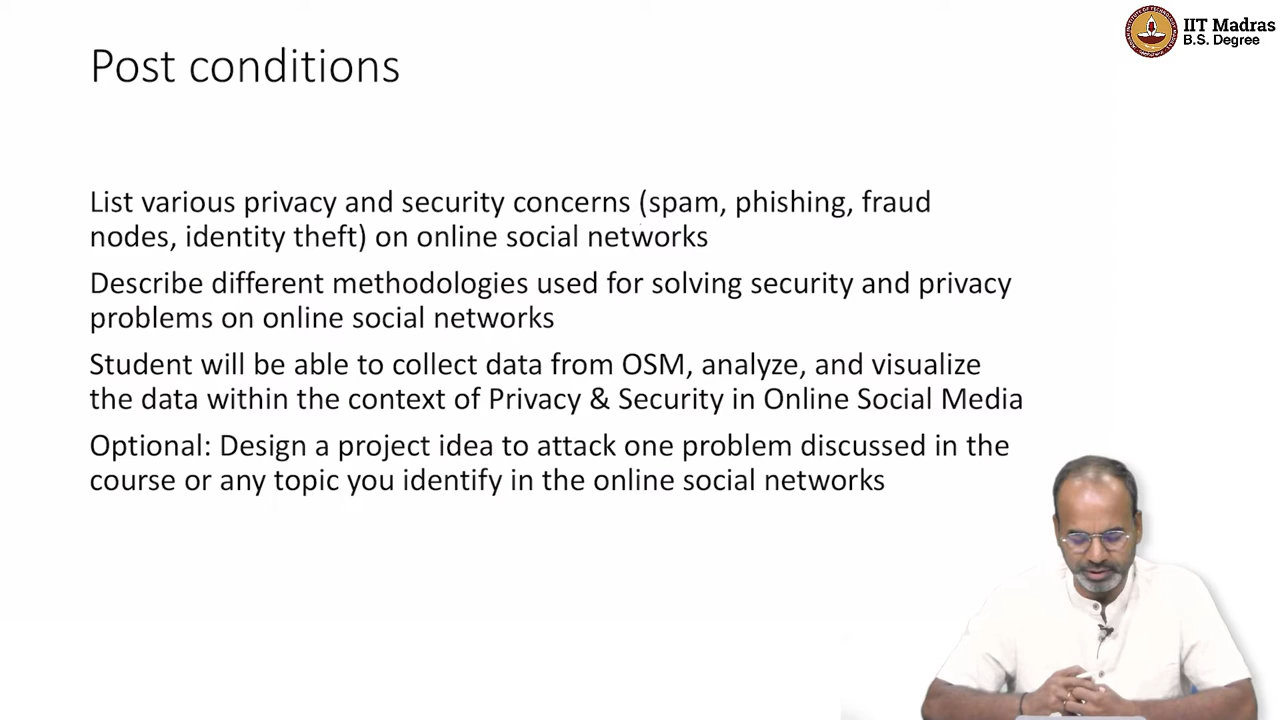 IIT Madras
B.S. Degree
Post conditions
List various privacy and security concerns (spam, phishing, fraud
nodes, identity theft) on online social networks
Describe different methodologies used for solving security and privacy
problems on online social networks
Student will be able to collect data from OSM, analyze, and visualize
the data within the context of Privacy & Security in Online Social Media
Optional: Design a project idea to attack one problem discussed in the
course or any topic you identify in the online social networks